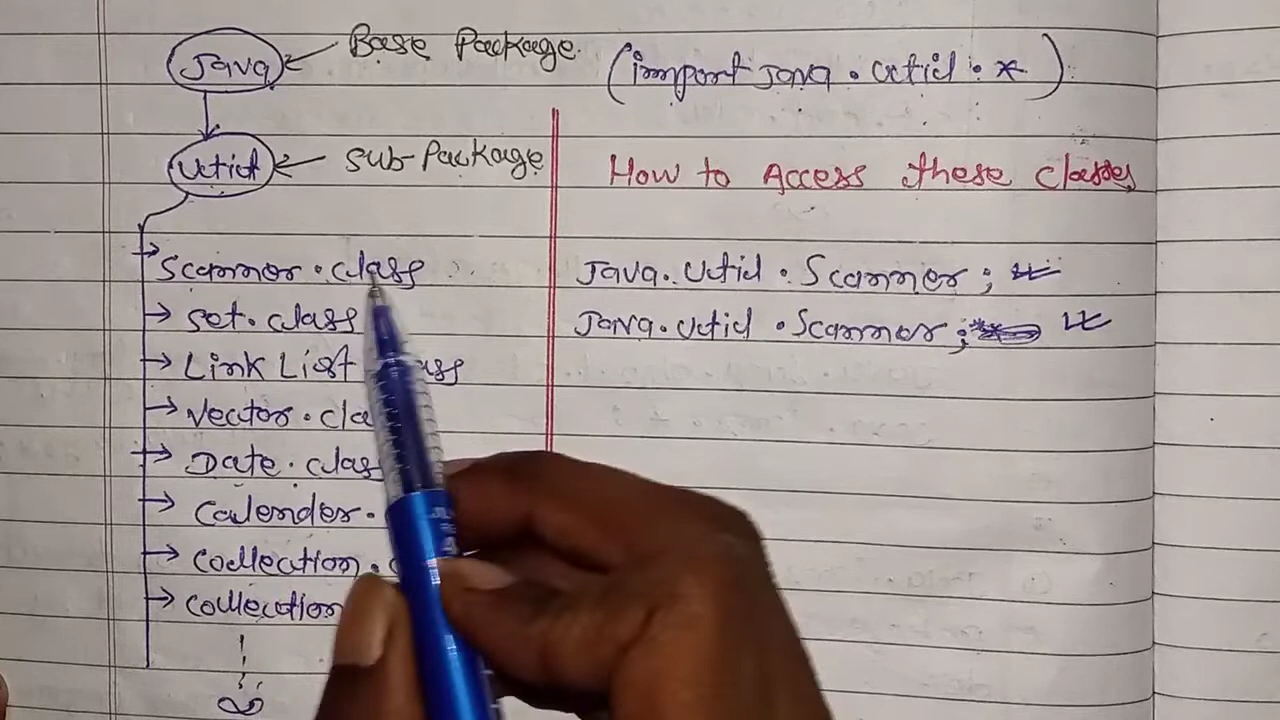 Java ← Base Package. (import java.util.*)
Util ← Sub-Package
How to Access these classes
→ Scanner.class
→ Set.class
→ Link List
→ Vector.cla
→ Date.clas
→ Calender.
→ Collection.
→ Collection
Java.Util.Scanner;
Java.Util.Scanner;